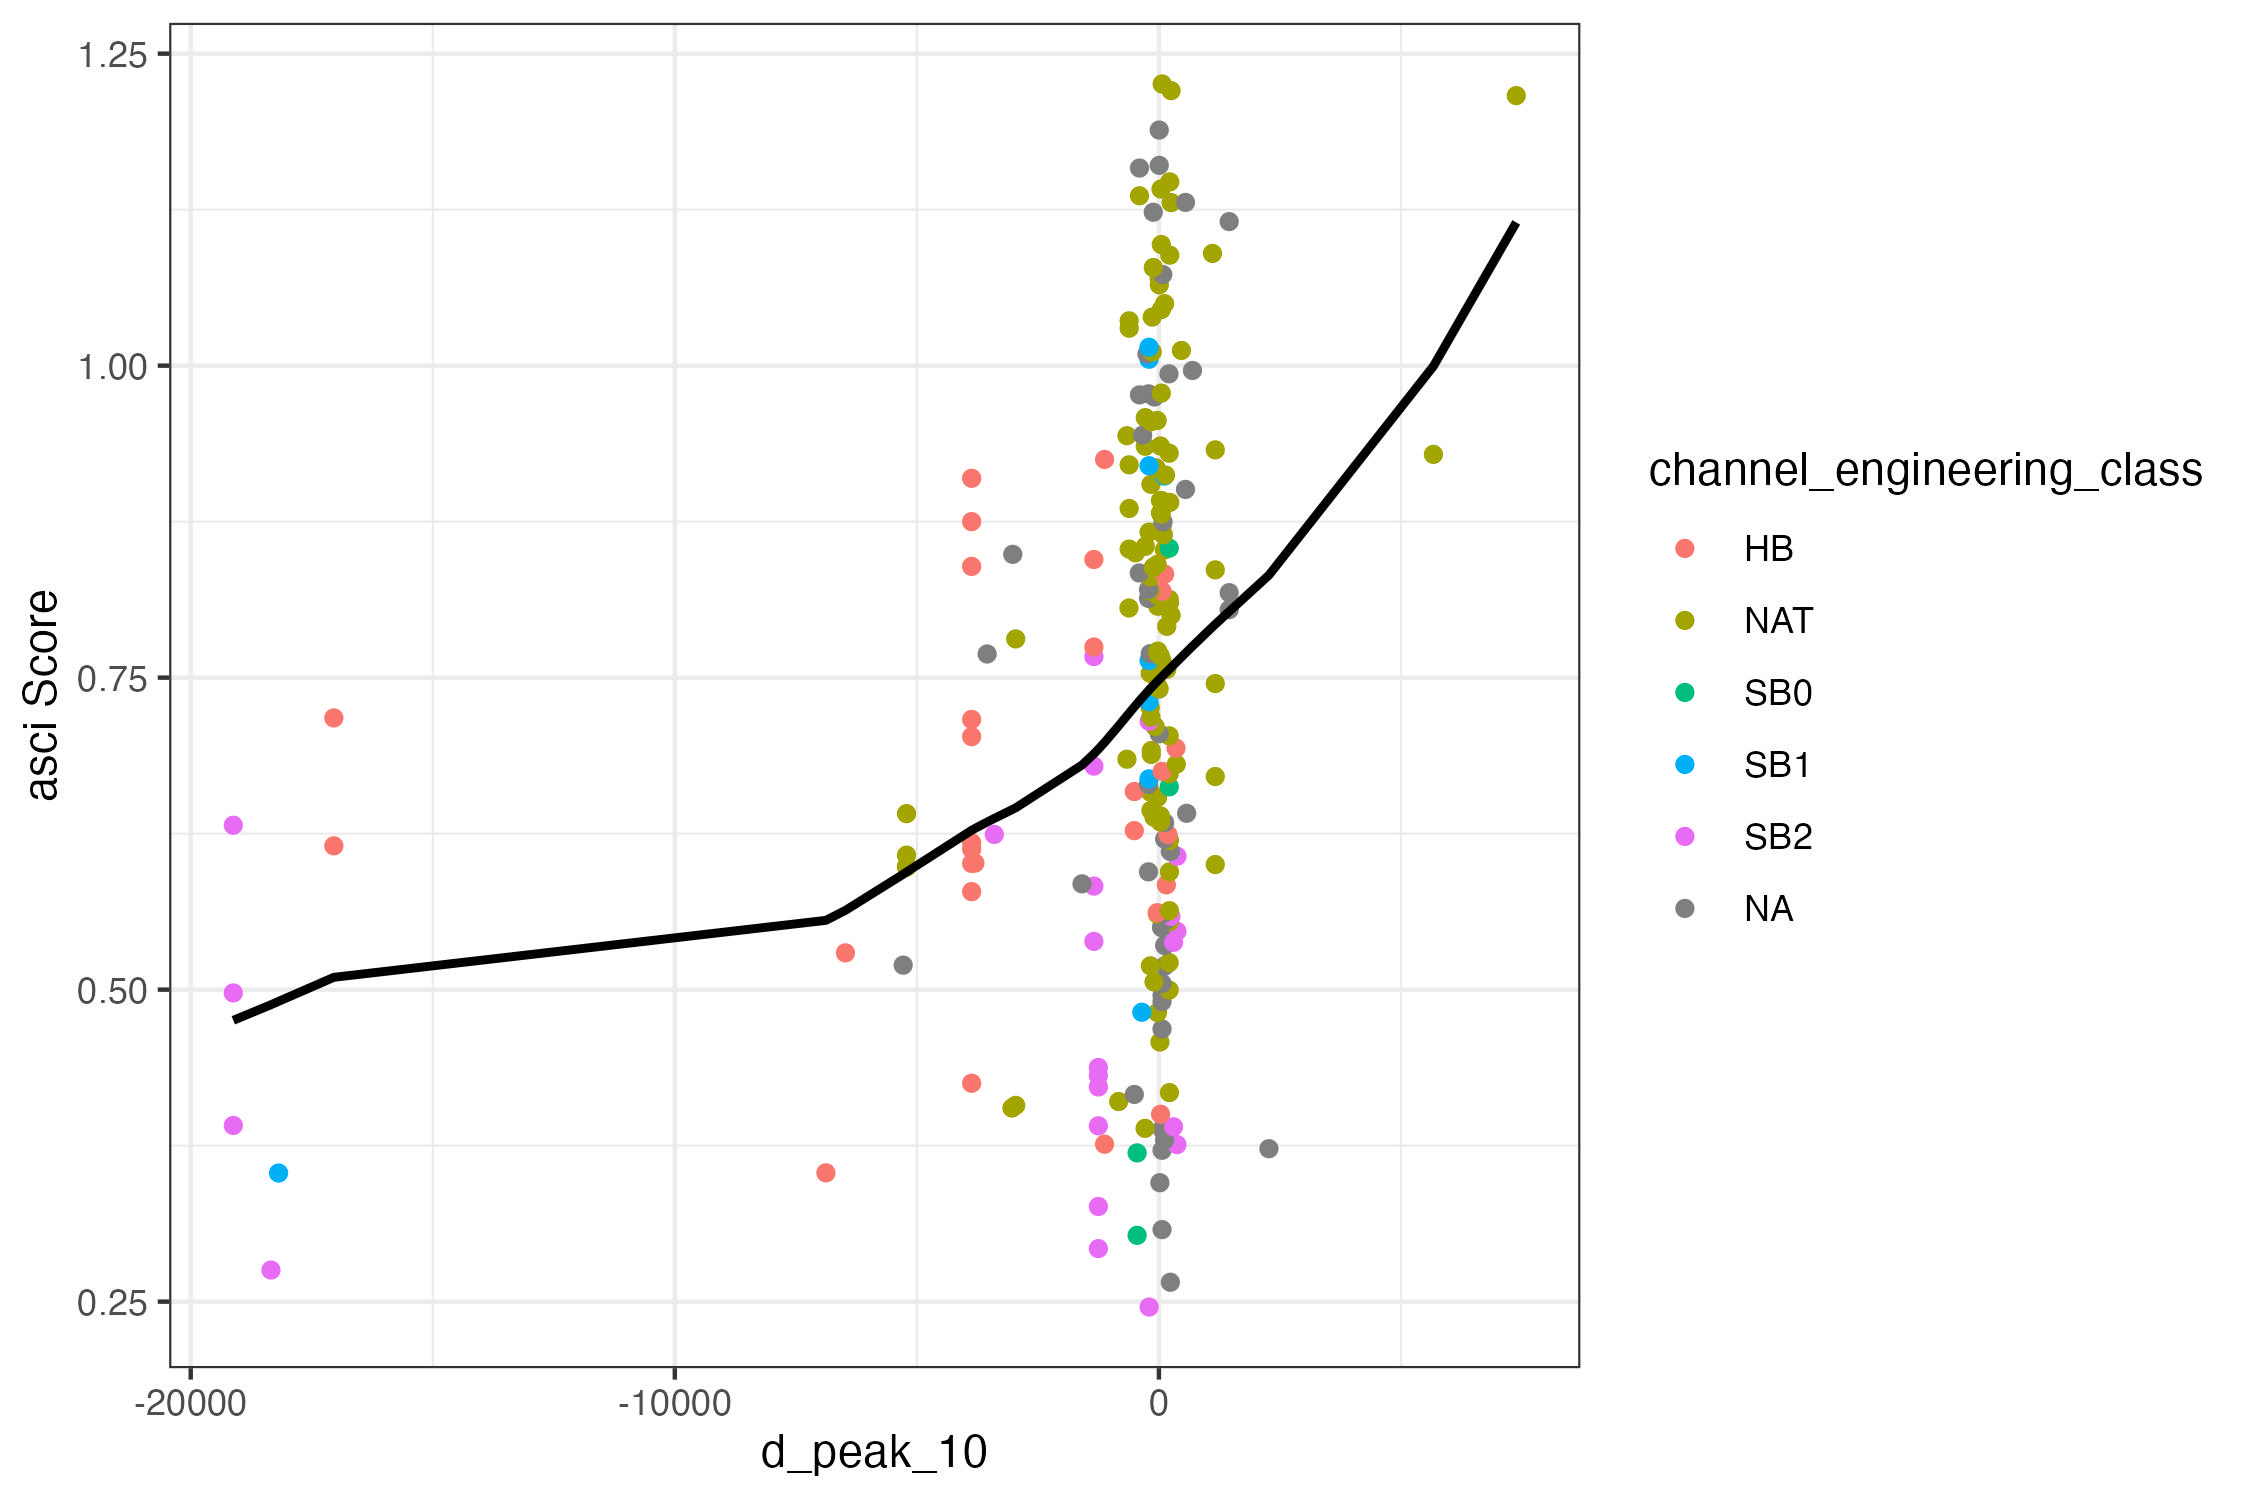 1.25
1.00
0.75
0.50
0.25
asci Score
-20000
-10000
0
d_peak_10
channel_engineering_class
HB
NAT
SB0
SB1
SB2
NA